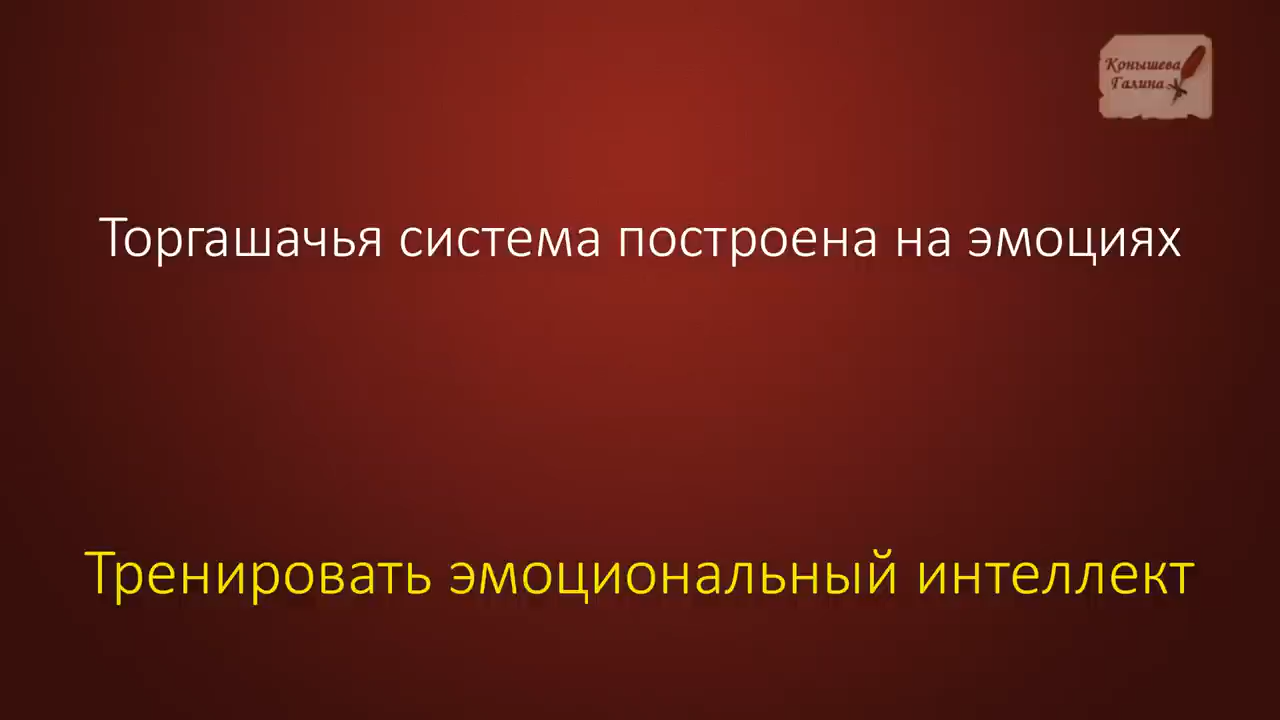 Конышева
Галина
Торгашачья система построена на эмоциях
Тренировать эмоциональный интеллект